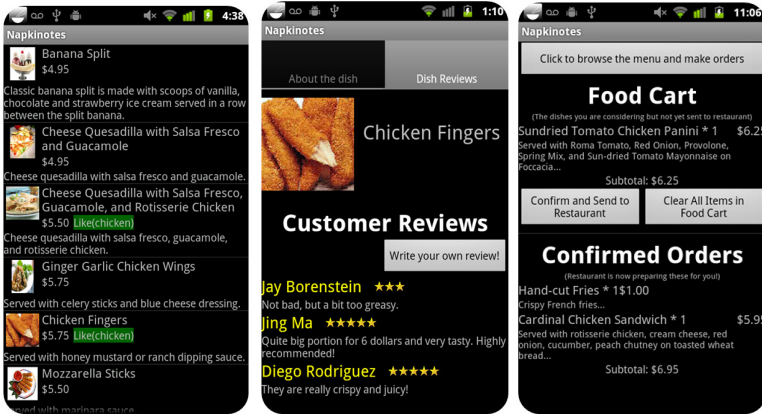 4:38
Napkinotes
Banana Split
$4.95
Classic banana split is made with scoops of vanilla,
chocolate and strawberry ice cream served in a row
between the split banana.
Cheese Quesadilla with Salsa Fresco
and Guacamole
$4.95
Cheese quesadilla with salsa fresco and guacamole.
Cheese Quesadilla with Salsa Fresco,
Guacamole, and Rotisserie Chicken
$5.50 Like(chicken)
Cheese quesadilla with salsa fresco, guacamole,
and rotisserie chicken.
Ginger Garlic Chicken Wings
$5.75
Served with celery sticks and blue cheese dressing.
Chicken Fingers
$5.75 Like(chicken)
Served with honey mustard or ranch dipping sauce.
Mozzarella Sticks
$5.50
Served with marinara sauce
1:10
Napkinotes
About the dish
Dish Reviews
Chicken Fingers
Customer Reviews
Write your own review!
Jay Borenstein ★★★
Not bad, but a bit too greasy.
Jing Ma ★★★★★
Quite big portion for 6 dollars and very tasty. Highly
recommended!
Diego Rodriguez ★★★★★
They are really crispy and juicy!
11:06
Napkinotes
Click to browse the menu and make orders
Food Cart
(The dishes you are considering but not yet sent to restaurant)
Sundried Tomato Chicken Panini * 1 $6.25
Served with Roma Tomato, Red Onion, Provolone,
Spring Mix, and Sun-dried Tomato Mayonnaise on
Foccacia...
Subtotal: $6.25
Confirm and Send to
Restaurant
Clear All Items in
Food Cart
Confirmed Orders
(Restaurant is now preparing these for you!)
Hand-cut Fries * 1$1.00
Crispy French fries...
Cardinal Chicken Sandwich * 1 $5.95
Served with rotisserie chicken, cream cheese, red
onion, cucumber, peach chutney on toasted wheat
bread...
Subtotal: $6.95